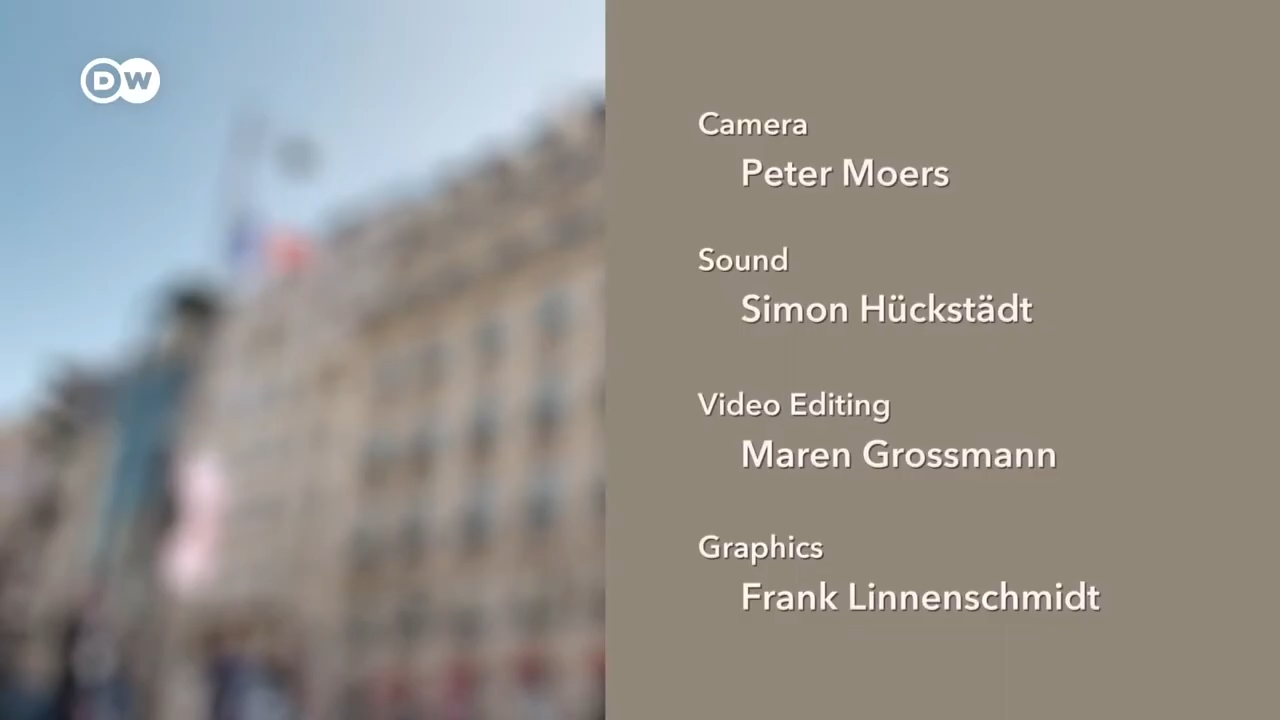 DW
Camera
Peter Moers
Sound
Simon Hückstädt
Video Editing
Maren Grossmann
Graphics
Frank Linnenschmidt